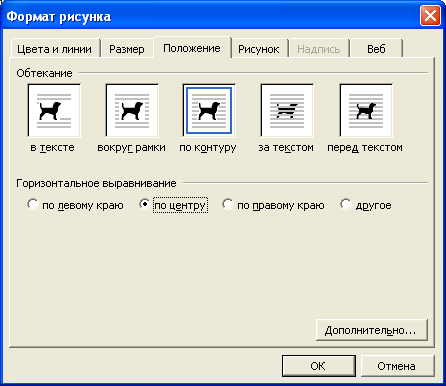 Формат рисунка
Цвета и линии Размер Положение Рисунок Надпись Веб
Обтекание
в тексте вокруг рамки по контуру за текстом перед текстом
Горизонтальное выравнивание
по левому краю по центру по правому краю другое
Дополнительно...
ОК Отмена